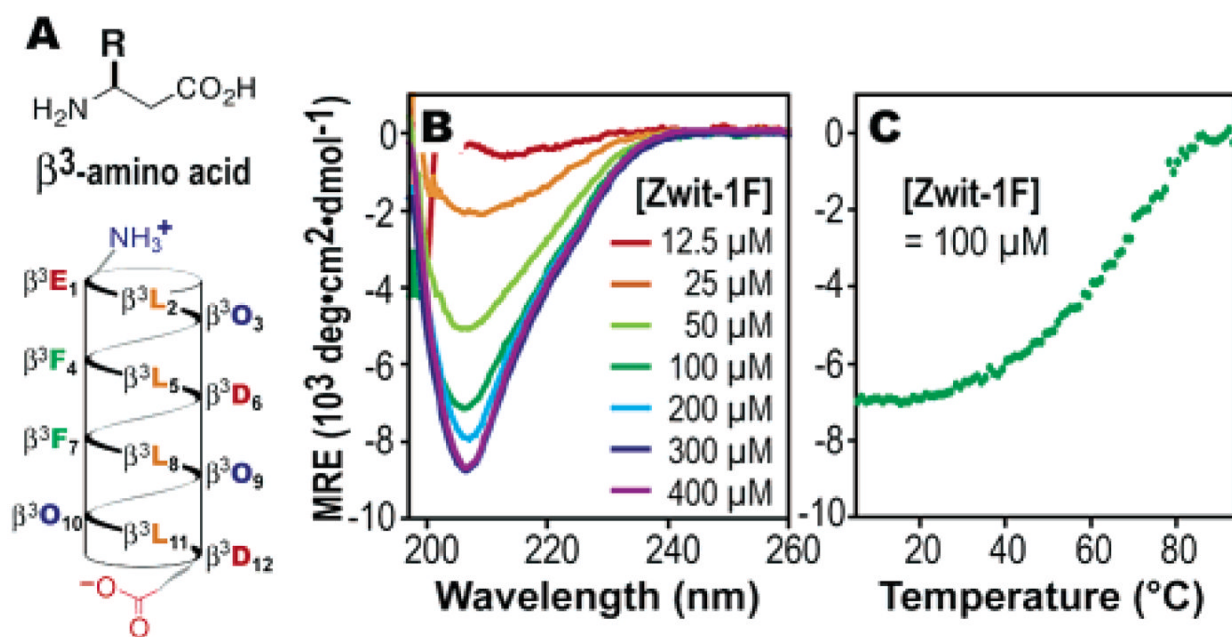 A
R
H₂N
CO₂H
β³-amino acid
NH₃⁺
β³E₁
β³L₂
β³O₃
β³F₄
β³L₅
β³D₆
β³F₇
β³L₈
β³O₉
β³O₁₀
β³L₁₁
β³D₁₂
⁻O
O
B
MRE (10³ deg•cm²•dmol⁻¹)
0
-2
-4
-6
-8
-10
[Zwit-1F]
12.5 µM
25 µM
50 µM
100 µM
200 µM
300 µM
400 µM
200 220 240 260
Wavelength (nm)
C
0
-2
-4
-6
-8
-10
[Zwit-1F]
= 100 µM
20 40 60 80
Temperature (°C)